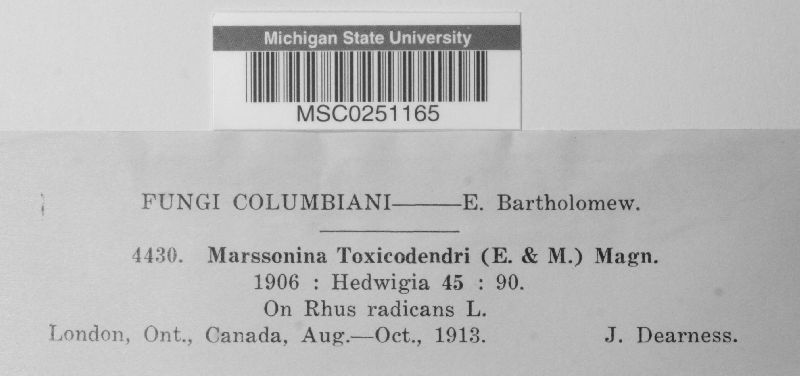 Michigan State University
MSC0251165
FUNGI COLUMBIANI——E. Bartholomew.
4430. Marssonina Toxicodendri (E. & M.) Magn.
1906 : Hedwigia 45 : 90.
On Rhus radicans L.
London, Ont., Canada, Aug.—Oct., 1913. J. Dearness.